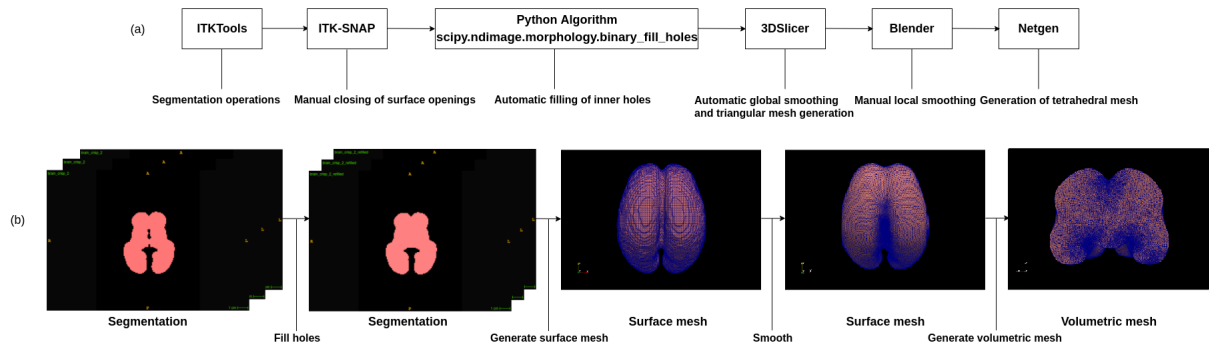 (a)
ITKTools
ITK-SNAP
Python Algorithm
scipy.ndimage.morphology.binary_fill_holes
3DSlicer
Blender
Netgen
Segmentation operations
Manual closing of surface openings
Automatic filling of inner holes
Automatic global smoothing
and triangular mesh generation
Manual local smoothing
Generation of tetrahedral mesh
(b)
Segmentation
Fill holes
Segmentation
Generate surface mesh
Surface mesh
Smooth
Surface mesh
Generate volumetric mesh
Volumetric mesh